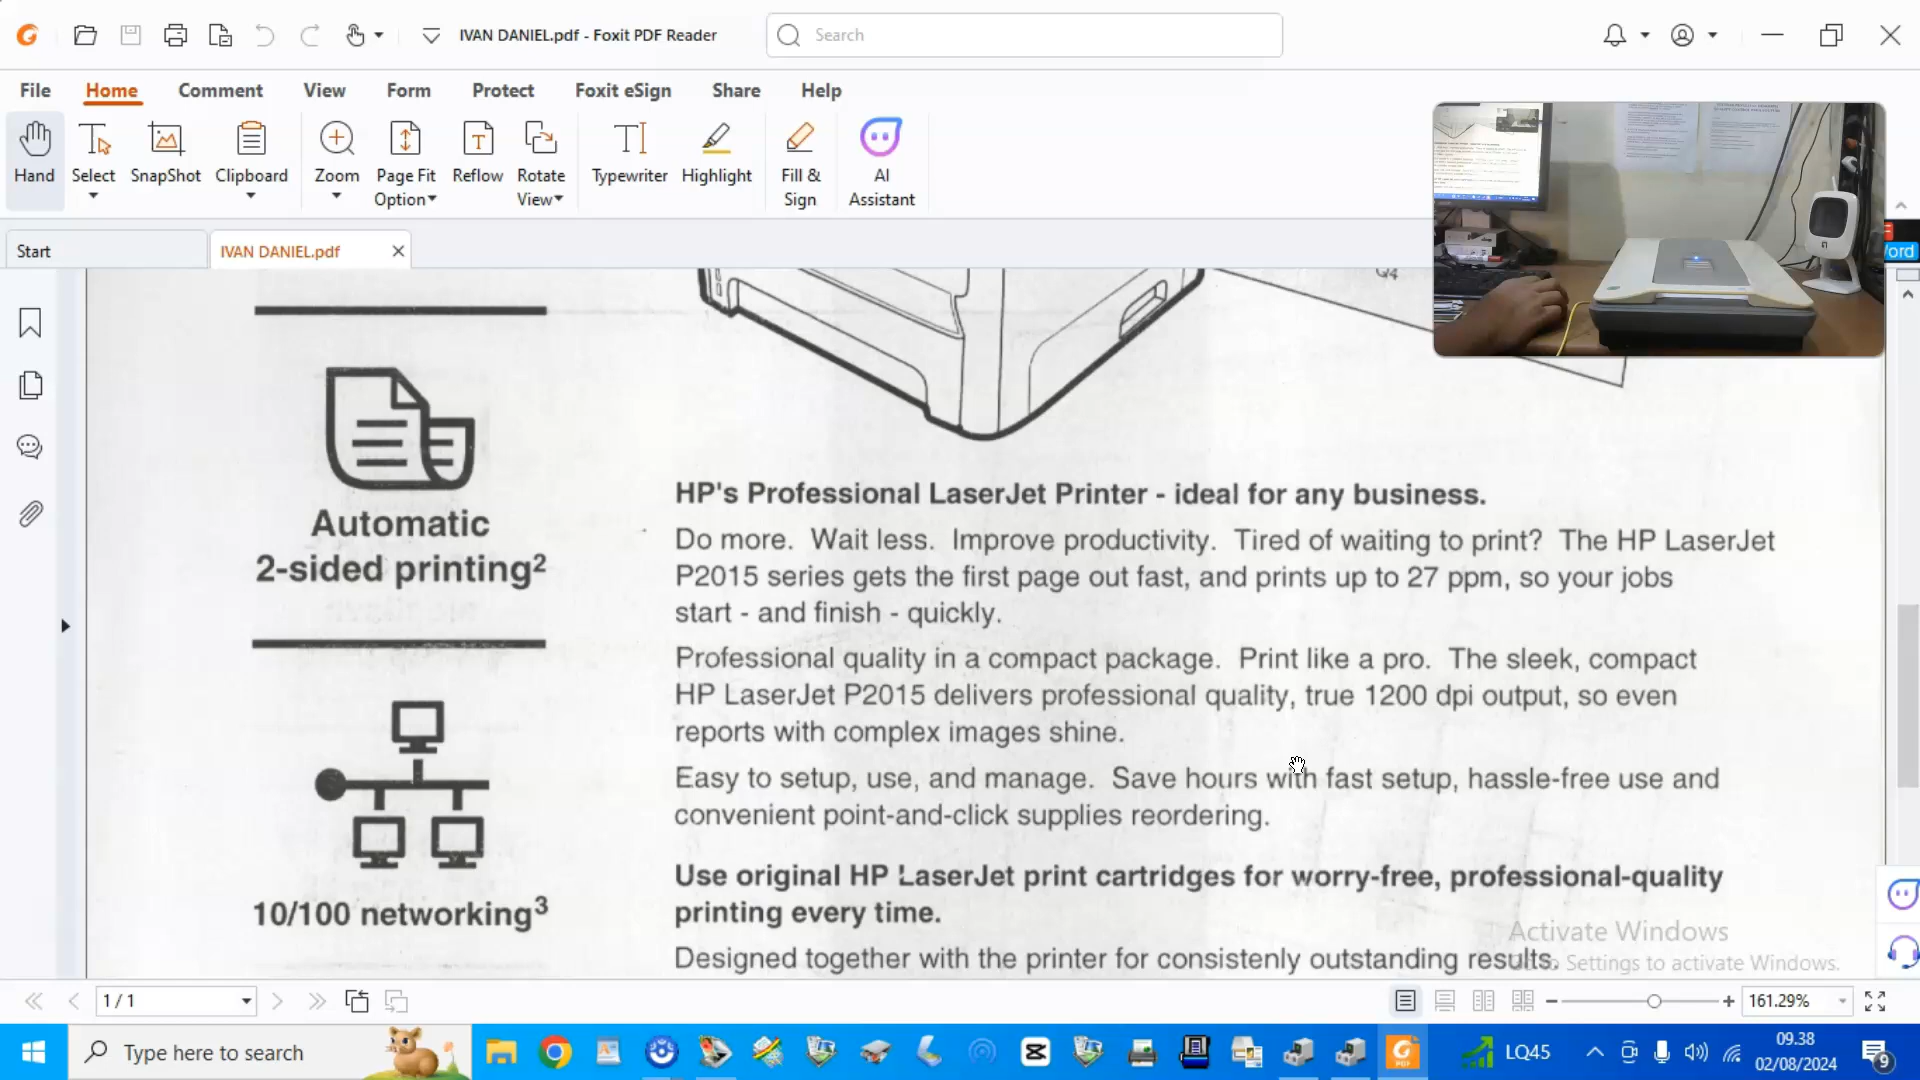 IVAN DANIEL.pdf - Foxit PDF Reader
Search
File Home Comment View Form Protect Foxit eSign Share Help
Hand
Select
SnapShot
Clipboard
Zoom
Page Fit Option
Reflow
Rotate View
Typewriter
Highlight
Fill & Sign
AI Assistant
Start
IVAN DANIEL.pdf
Automatic
2-sided printing²
10/100 networking³
HP's Professional LaserJet Printer - ideal for any business.
Do more. Wait less. Improve productivity. Tired of waiting to print? The HP LaserJet
P2015 series gets the first page out fast, and prints up to 27 ppm, so your jobs
start - and finish - quickly.
Professional quality in a compact package. Print like a pro. The sleek, compact
HP LaserJet P2015 delivers professional quality, true 1200 dpi output, so even
reports with complex images shine.
Easy to setup, use, and manage. Save hours with fast setup, hassle-free use and
convenient point-and-click supplies reordering.
Use original HP LaserJet print cartridges for worry-free, professional-quality
printing every time.
Designed together with the printer for consistenly outstanding results.
Activate Windows
to Settings to activate Windows.
1 / 1
161.29%
Type here to search
LQ45
09.38
02/08/2024
9